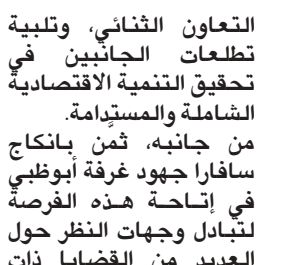 التعاون الثنائي، وتلبية
تطلعات الجانبين في
تحقيق التنمية الاقتصادية
الشاملة والمستدامة.
من جانبه، ثمن بانكاج
سافارا جهود غرفة أبوظبي
في إتاحة هذه الفرصة
لتبادل وجهات النظر حول
العديد من القضايا ذات